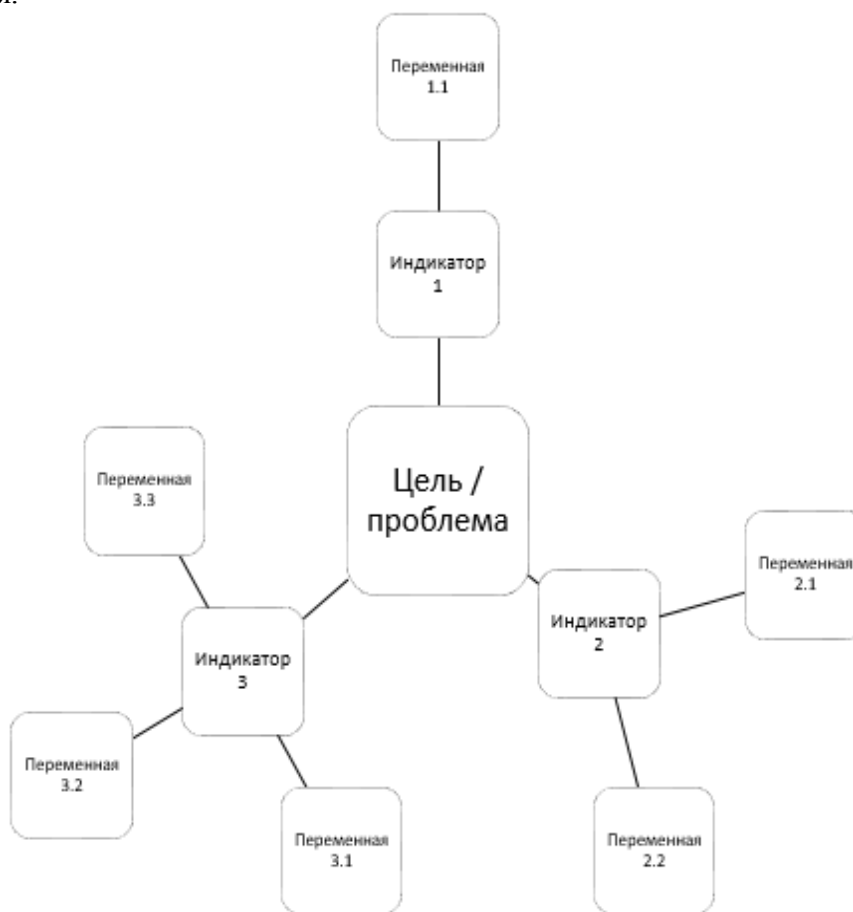 Переменная
1.1
Индикатор
1
Цель /
проблема
Переменная
3.3
Переменная
2.1
Индикатор
2
Индикатор
3
Переменная
3.2
Переменная
3.1
Переменная
2.2